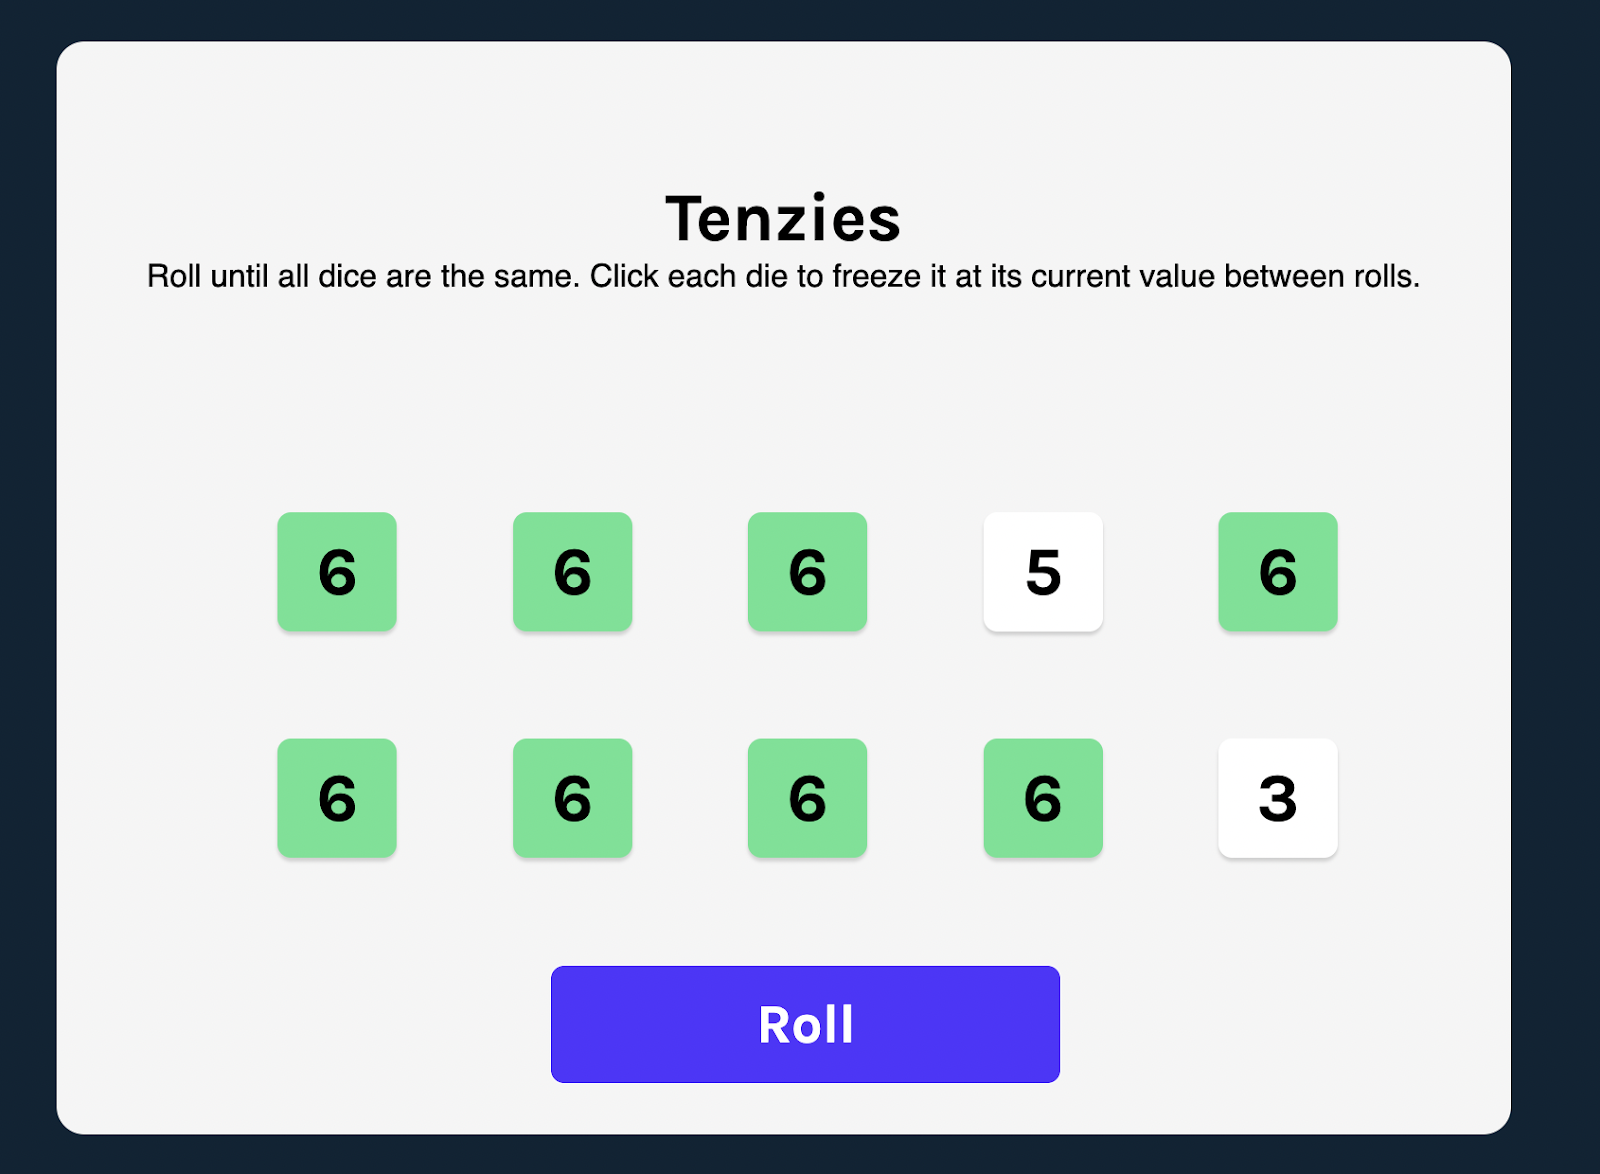 Tenzies
Roll until all dice are the same. Click each die to freeze it at its current value between rolls.
6 6 6 5 6
6 6 6 6 3
Roll